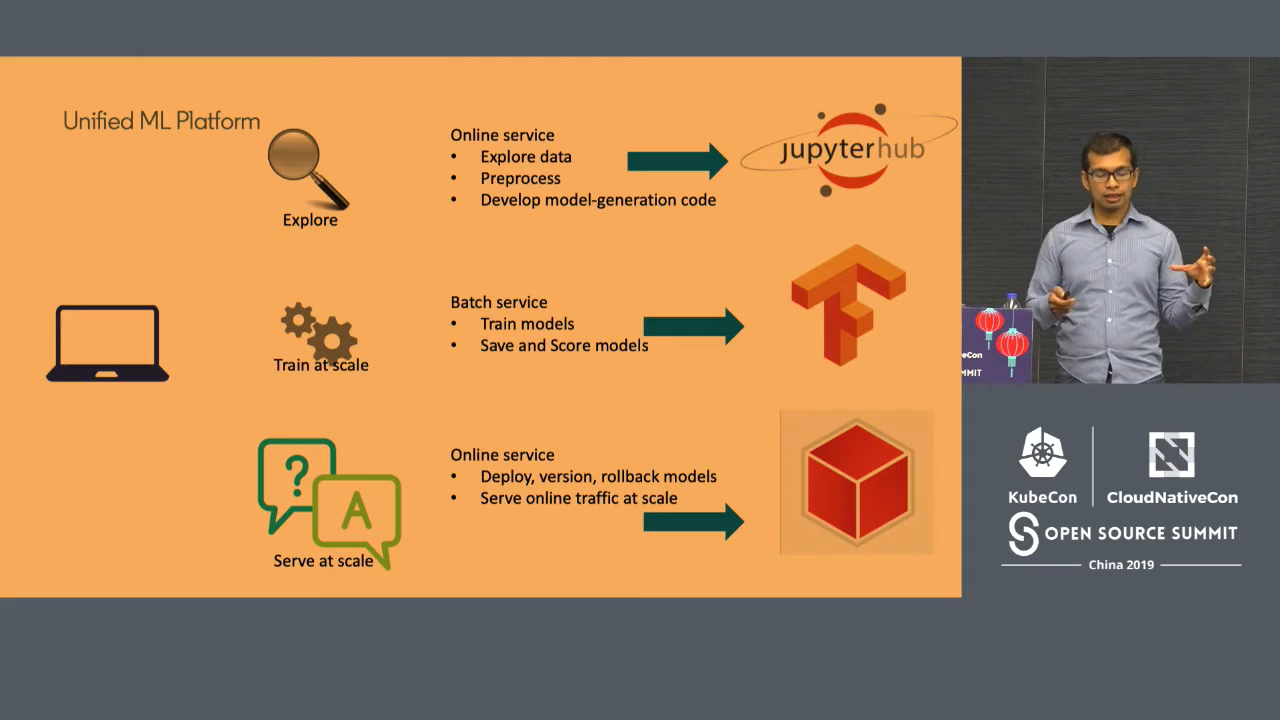 Unified ML Platform
Explore
Online service
• Explore data
• Preprocess
• Develop model-generation code
jupyterhub
Train at scale
Batch service
• Train models
• Save and Score models
?
A
Serve at scale
Online service
• Deploy, version, rollback models
• Serve online traffic at scale
eCon
MMIT
KubeCon
CloudNativeCon
OPEN SOURCE SUMMIT
China 2019